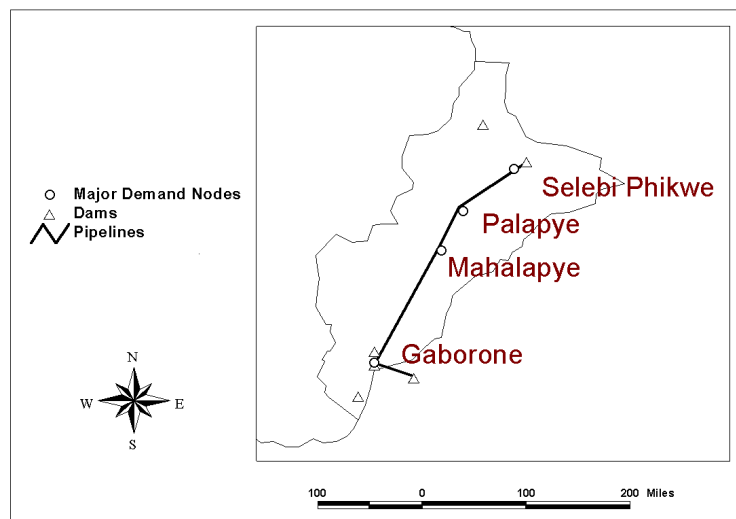 Major Demand Nodes
Dams
Pipelines
Selebi Phikwe
Palapye
Mahalapye
Gaborone
N
W E
S
100 0 100 200 Miles